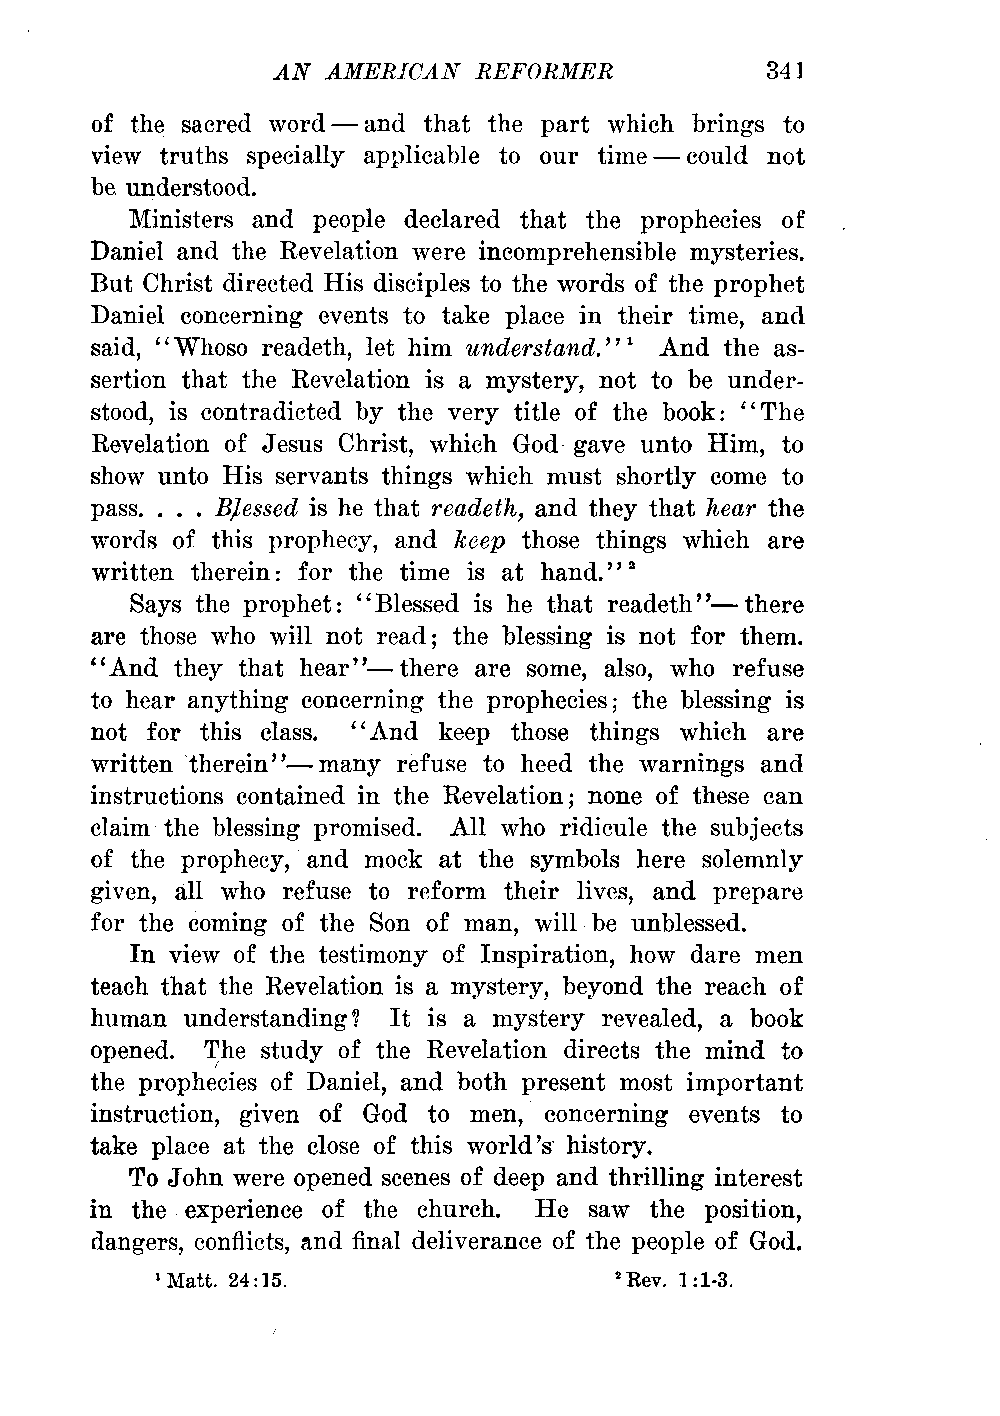 AN AMERICAN REFORMER 341
of the sacred word — and that the part which brings to
view truths specially applicable to our time — could not
be understood.
Ministers and people declared that the prophecies of
Daniel and the Revelation were incomprehensible mysteries.
But Christ directed His disciples to the words of the prophet
Daniel concerning events to take place in their time, and
said, “Whoso readeth, let him understand.”¹ And the as-
sertion that the Revelation is a mystery, not to be under-
stood, is contradicted by the very title of the book: “The
Revelation of Jesus Christ, which God gave unto Him, to
show unto His servants things which must shortly come to
pass. . . . Blessed is he that readeth, and they that hear the
words of this prophecy, and keep those things which are
written therein: for the time is at hand.”²
Says the prophet: “Blessed is he that readeth”— there
are those who will not read; the blessing is not for them.
“And they that hear”— there are some, also, who refuse
to hear anything concerning the prophecies; the blessing is
not for this class. “And keep those things which are
written therein”— many refuse to heed the warnings and
instructions contained in the Revelation; none of these can
claim the blessing promised. All who ridicule the subjects
of the prophecy, and mock at the symbols here solemnly
given, all who refuse to reform their lives, and prepare
for the coming of the Son of man, will be unblessed.
In view of the testimony of Inspiration, how dare men
teach that the Revelation is a mystery, beyond the reach of
human understanding? It is a mystery revealed, a book
opened. The study of the Revelation directs the mind to
the prophecies of Daniel, and both present most important
instruction, given of God to men, concerning events to
take place at the close of this world’s history.
To John were opened scenes of deep and thrilling interest
in the experience of the church. He saw the position,
dangers, conflicts, and final deliverance of the people of God.
¹ Matt. 24:15. ² Rev. 1:1-3.